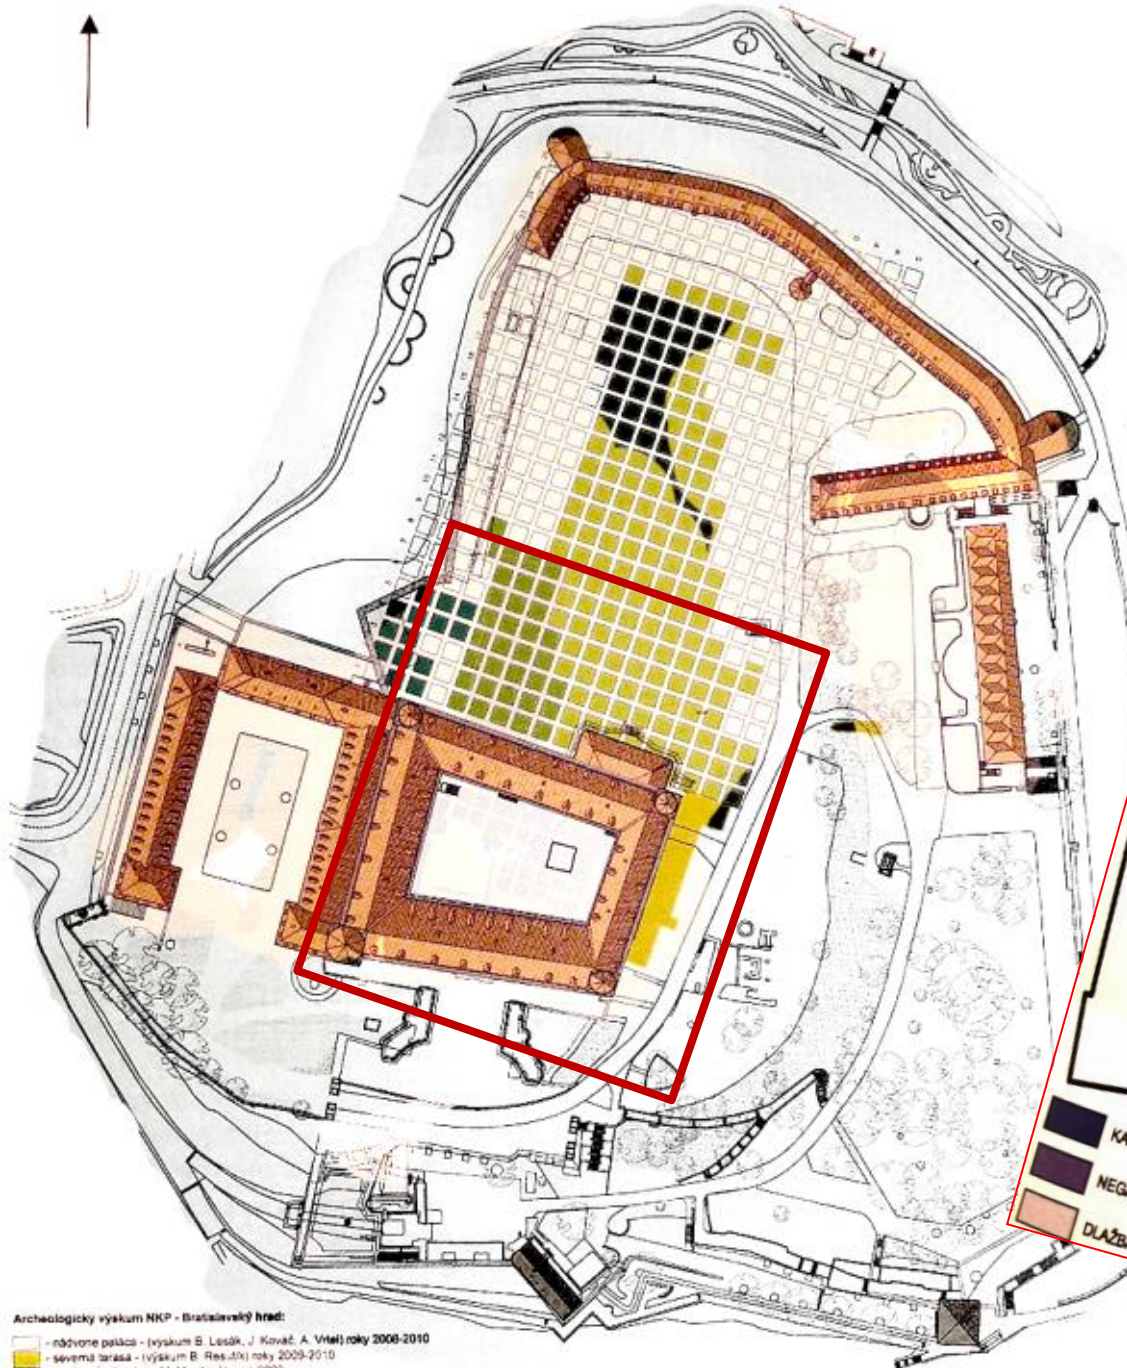 KA
NEGA
DLAŽB
Archeologický výskum NKP - Bratislavský hrad:
- nádvorie paláca - (výskum B. Lesák, J. Kováč, A. Vrtel) roky 2008-2010
- severná terasa - (výskum B. Resutík) roky 2009-2010